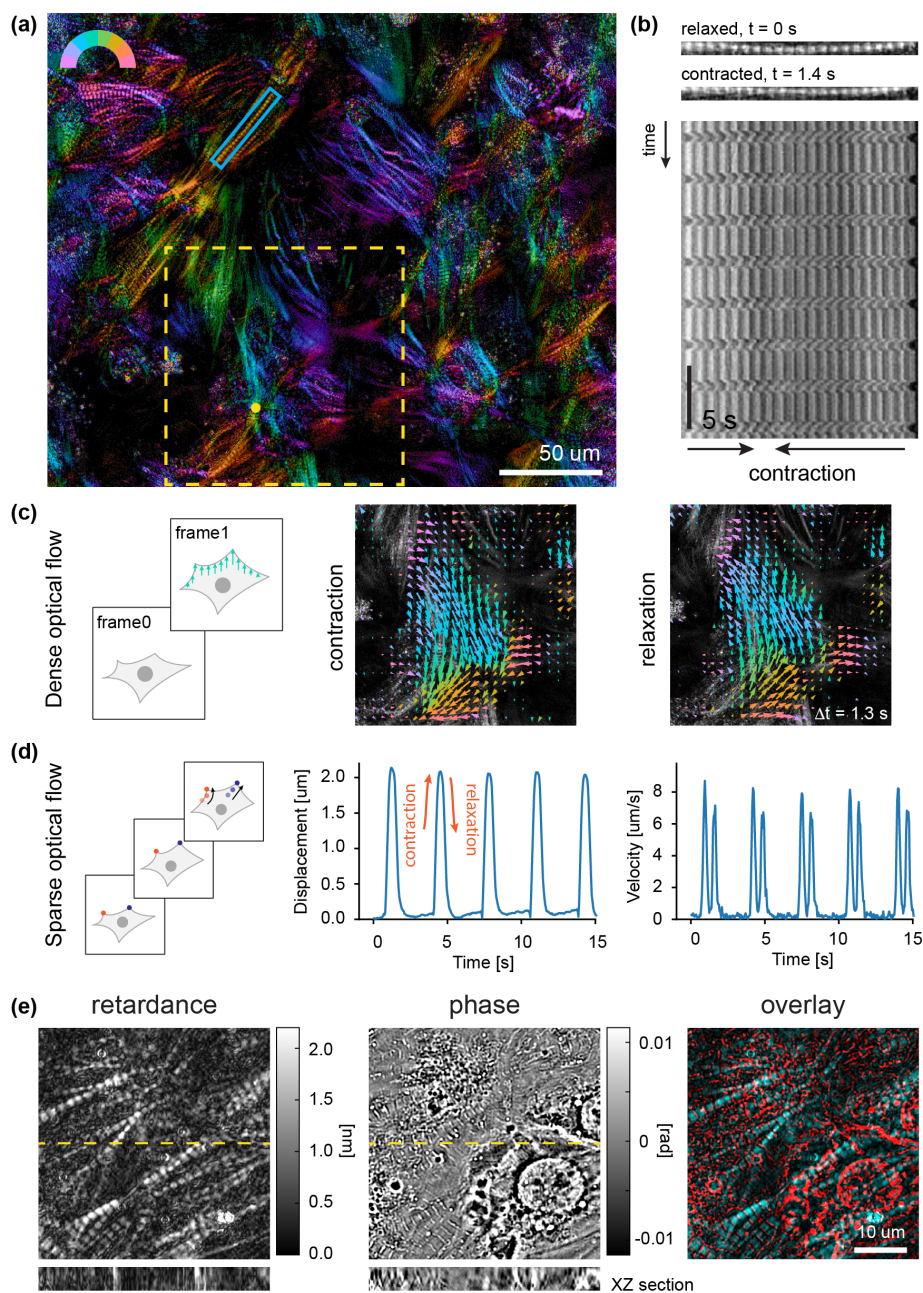 (a)
50 um
(b)
relaxed, t = 0 s
contracted, t = 1.4 s
time
5 s
contraction
(c)
Dense optical flow
frame1
frame0
contraction
relaxation
Δt = 1.3 s
(d)
Sparse optical flow
Displacement [um]
2.0
1.5
1.0
0.5
0.0
contraction
relaxation
0
5
10
15
Time [s]
Velocity [um/s]
8
6
4
2
0
0
5
10
15
Time [s]
(e)
retardance
2.0
1.5
1.0
0.5
0.0
[nm]
phase
0.01
0
-0.01
[rad]
overlay
10 um
XZ section